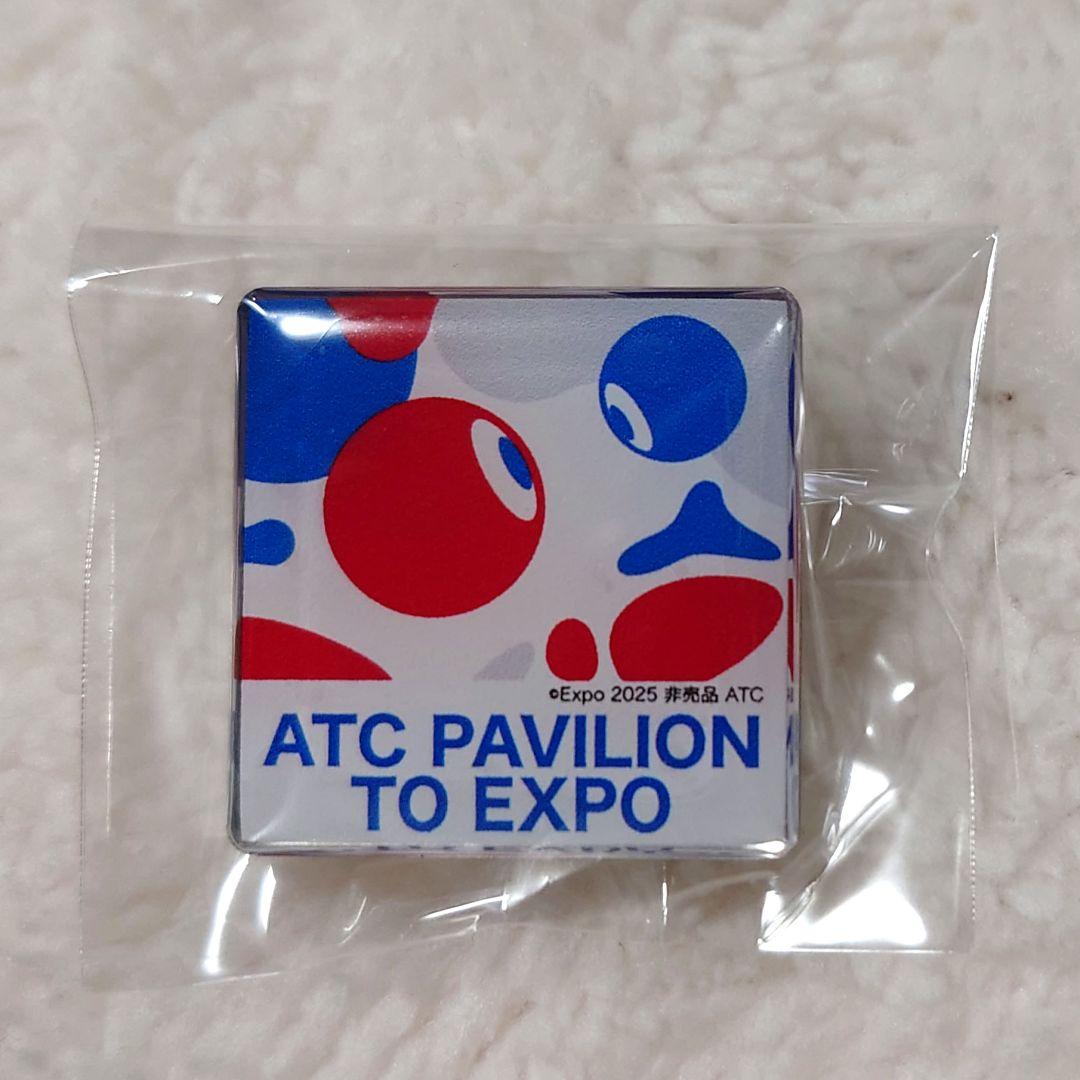 ©Expo 2025 非売品 ATC
ATC PAVILION
TO EXPO